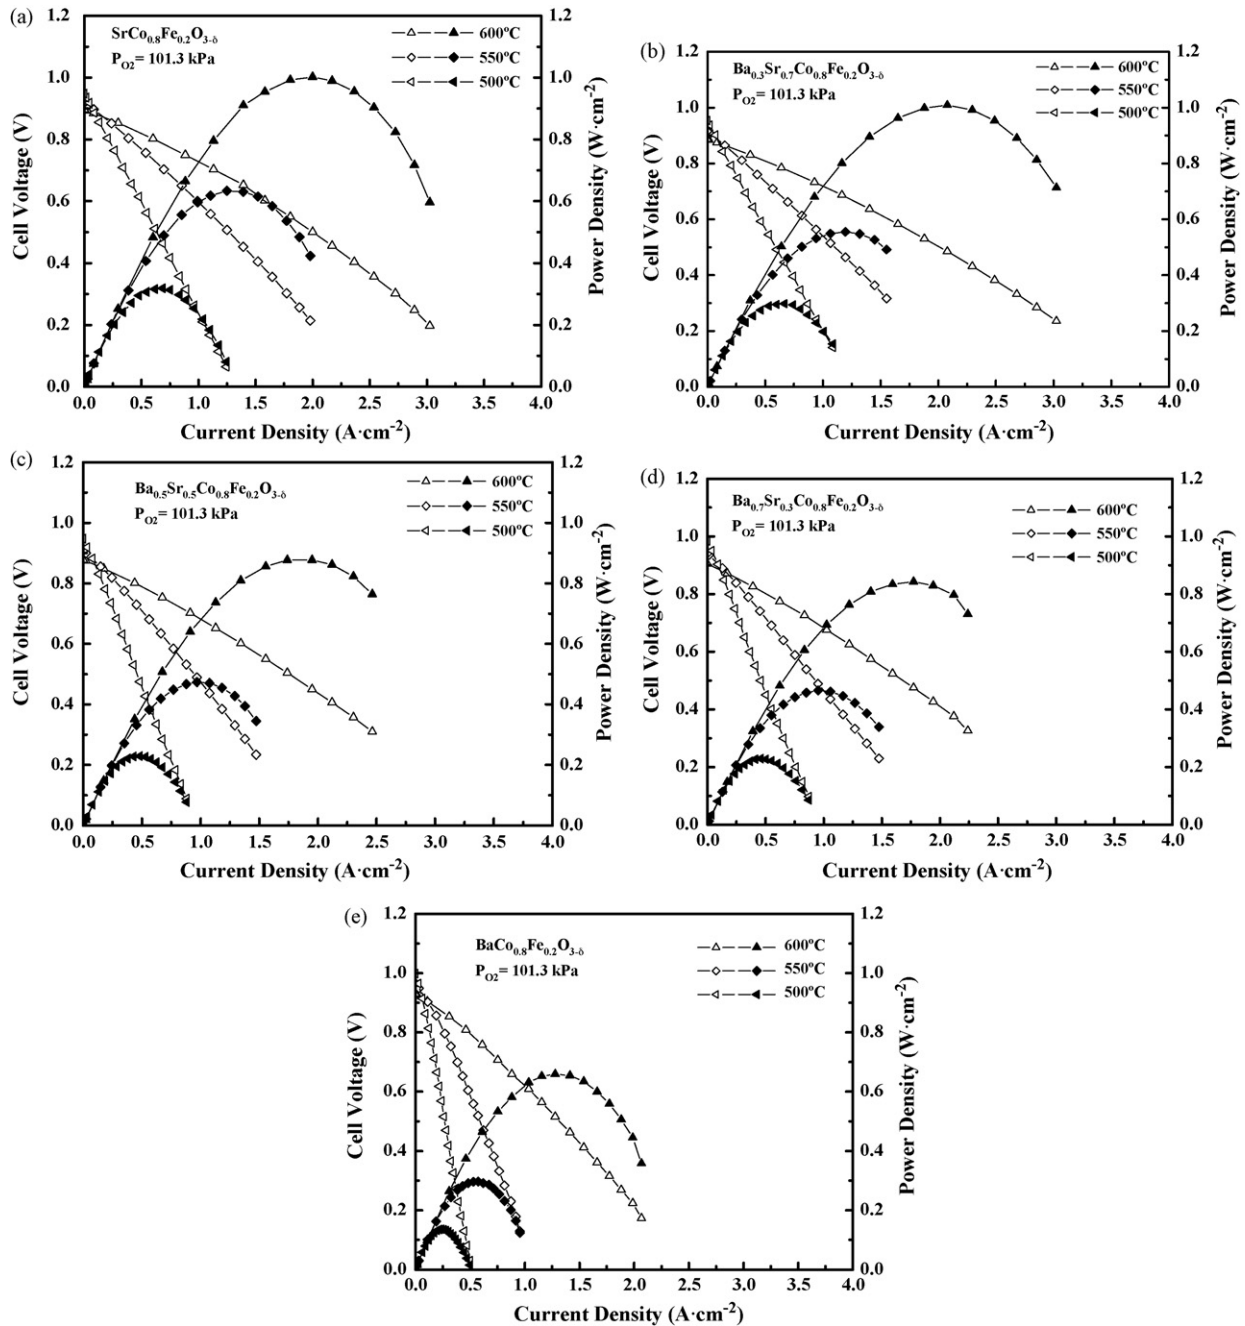 (a)
SrCo0.8Fe0.2O3-δ
PO2= 101.3 kPa
600ºC
550ºC
500ºC
1.2
1.0
0.8
0.6
0.4
0.2
0.0
Cell Voltage (V)
1.2
1.0
0.8
0.6
0.4
0.2
0.0
Power Density (W·cm-2)
0.0 0.5 1.0 1.5 2.0 2.5 3.0 3.5 4.0
Current Density (A·cm-2)
(b)
Ba0.3Sr0.7Co0.8Fe0.2O3-δ
PO2= 101.3 kPa
600ºC
550ºC
500ºC
1.2
1.0
0.8
0.6
0.4
0.2
0.0
Cell Voltage (V)
1.2
1.0
0.8
0.6
0.4
0.2
0.0
Power Density (W·cm-2)
0.0 0.5 1.0 1.5 2.0 2.5 3.0 3.5 4.0
Current Density (A·cm-2)
(c)
Ba0.5Sr0.5Co0.8Fe0.2O3-δ
PO2= 101.3 kPa
600ºC
550ºC
500ºC
1.2
1.0
0.8
0.6
0.4
0.2
0.0
Cell Voltage (V)
1.2
1.0
0.8
0.6
0.4
0.2
0.0
Power Density (W·cm-2)
0.0 0.5 1.0 1.5 2.0 2.5 3.0 3.5 4.0
Current Density (A·cm-2)
(d)
Ba0.7Sr0.3Co0.8Fe0.2O3-δ
PO2= 101.3 kPa
600ºC
550ºC
500ºC
1.2
1.0
0.8
0.6
0.4
0.2
0.0
Cell Voltage (V)
1.2
1.0
0.8
0.6
0.4
0.2
0.0
Power Density (W·cm-2)
0.0 0.5 1.0 1.5 2.0 2.5 3.0 3.5 4.0
Current Density (A·cm-2)
(e)
BaCo0.8Fe0.2O3-δ
PO2= 101.3 kPa
600ºC
550ºC
500ºC
1.2
1.0
0.8
0.6
0.4
0.2
0.0
Cell Voltage (V)
1.2
1.0
0.8
0.6
0.4
0.2
0.0
Power Density (W·cm-2)
0.0 0.5 1.0 1.5 2.0 2.5 3.0 3.5 4.0
Current Density (A·cm-2)